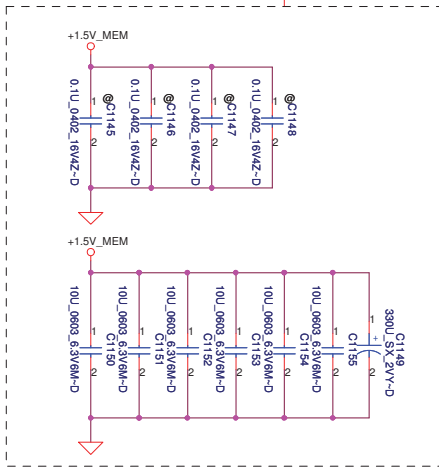 +1.5V_MEM
0.1U_0402_16V4Z~D
1
2
@C1145
0.1U_0402_16V4Z~D
1
2
@C1146
0.1U_0402_16V4Z~D
1
2
@C1147
0.1U_0402_16V4Z~D
1
2
@C1148
+1.5V_MEM
10U_0603_6.3V6M~D
1
2
C1150
10U_0603_6.3V6M~D
1
2
C1151
10U_0603_6.3V6M~D
1
2
C1152
10U_0603_6.3V6M~D
1
2
C1153
10U_0603_6.3V6M~D
1
2
C1154
10U_0603_6.3V6M~D
1
2
C1155
1
+
2
330U_SX_2VY~D
C1149